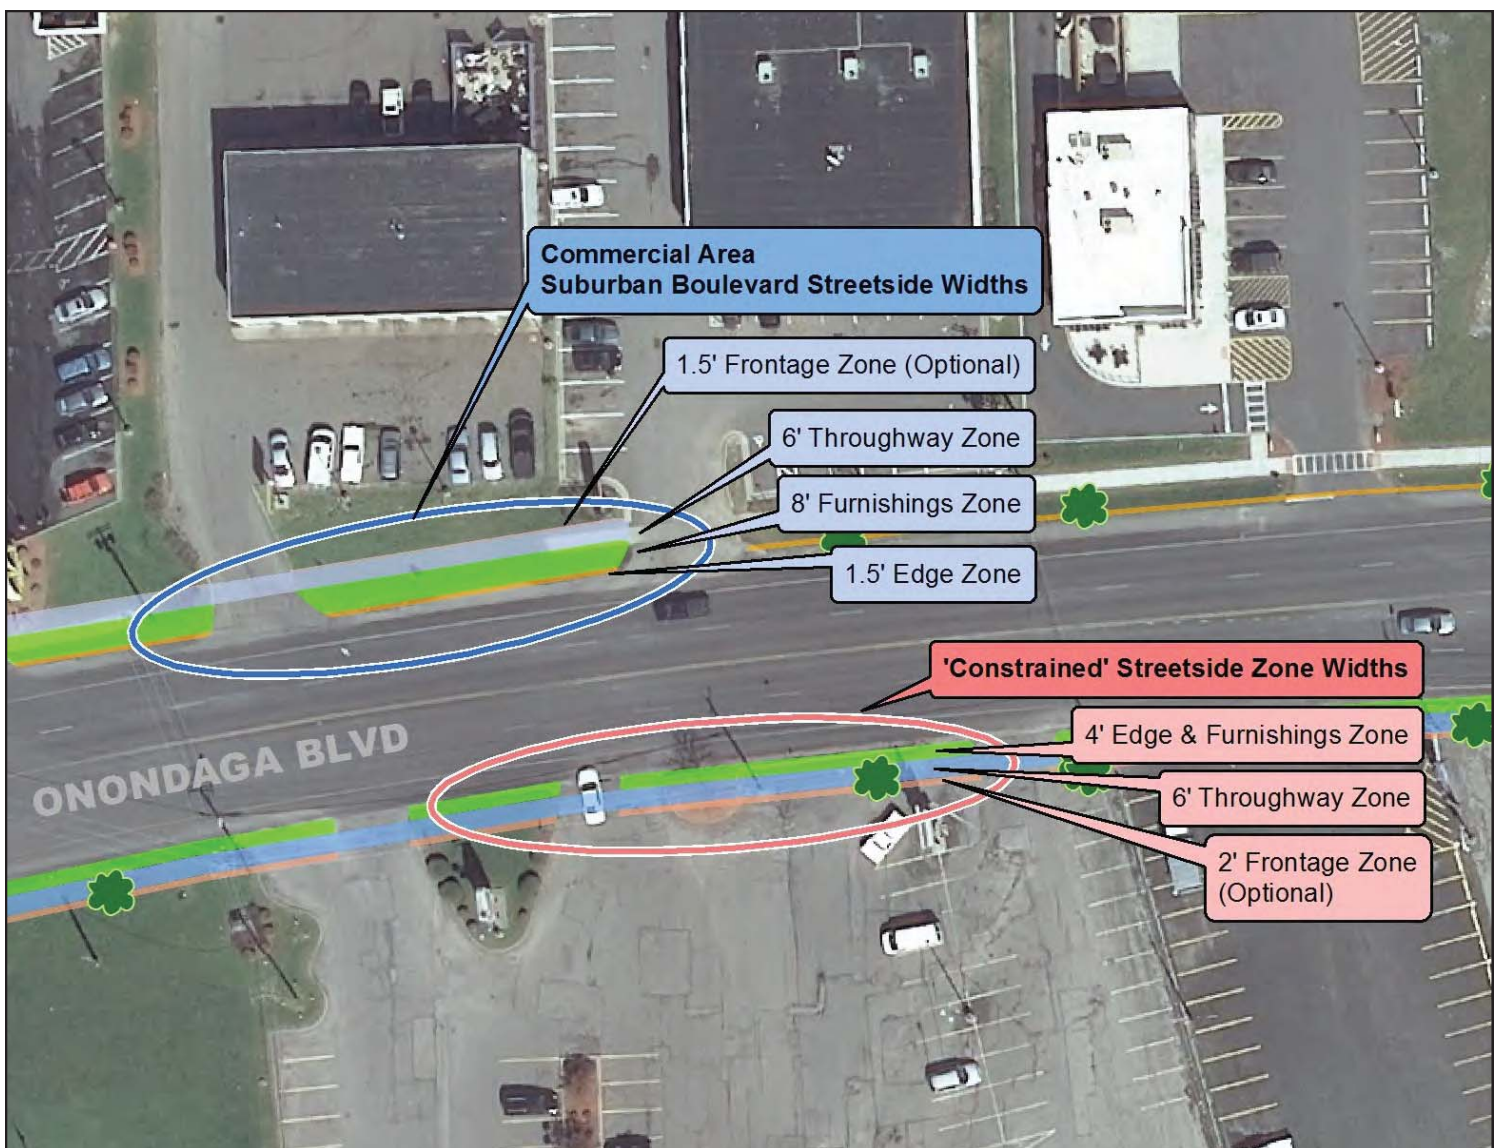 Commercial Area
Suburban Boulevard Streetside Widths
1.5' Frontage Zone (Optional)
6' Throughway Zone
8' Furnishings Zone
1.5' Edge Zone
'Constrained' Streetside Zone Widths
4' Edge & Furnishings Zone
6' Throughway Zone
2' Frontage Zone
(Optional)
ONONDAGA BLVD